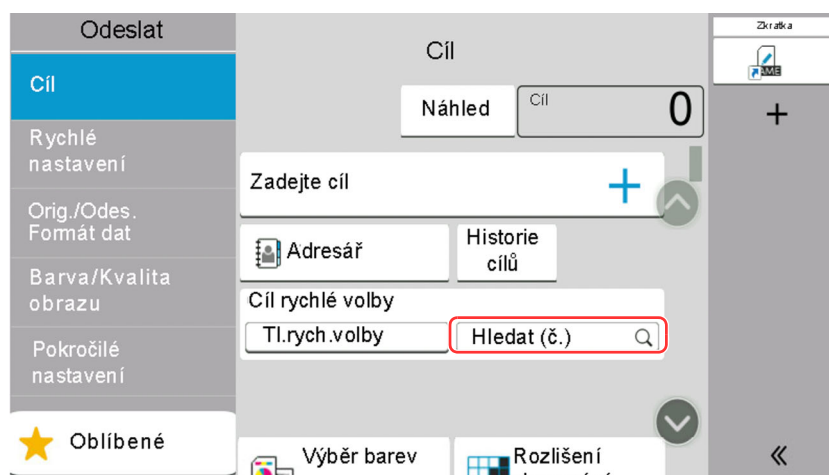 Odeslat
Cíl
Rychlé
nastavení
Orig./Odes.
Formát dat
Barva/Kvalita
obrazu
Pokročilé
nastavení
Oblíbené
Cíl
Náhled
Cíl
0
Zadejte cíl
Adresář
Historie
cílů
Cíl rychlé volby
Tl.rych.volby
Hledat (č.)
Výběr barev
Rozlišení
Zkratka